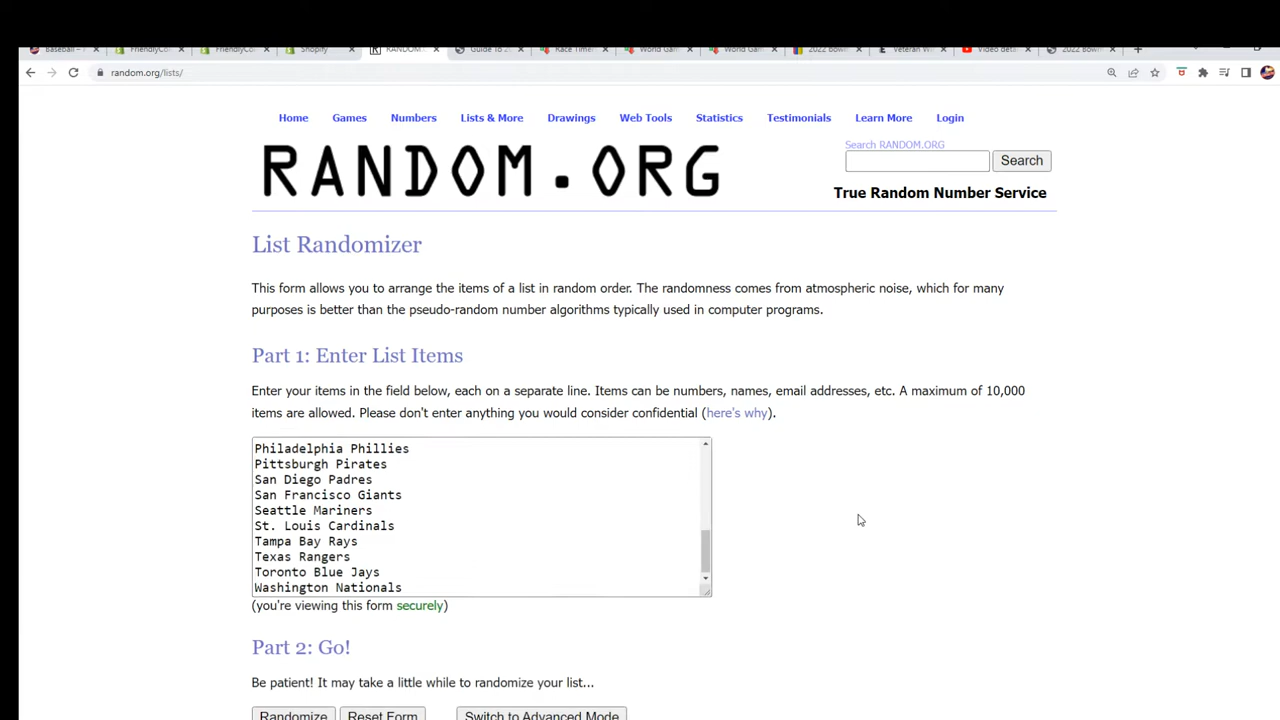 Baseball –
FriendlyCo
FriendlyCo
Shopify
RANDOM.
Guide To 2
Race Timer
World Gam
World Gam
2022 Bowm
Veteran W
Video detai
2022 Bowm
random.org/lists/
Home Games Numbers Lists & More Drawings Web Tools Statistics Testimonials Learn More Login
RANDOM.ORG
Search RANDOM.ORG
Search
True Random Number Service
List Randomizer
This form allows you to arrange the items of a list in random order. The randomness comes from atmospheric noise, which for many
purposes is better than the pseudo-random number algorithms typically used in computer programs.
Part 1: Enter List Items
Enter your items in the field below, each on a separate line. Items can be numbers, names, email addresses, etc. A maximum of 10,000
items are allowed. Please don't enter anything you would consider confidential (here's why).
Philadelphia Phillies
Pittsburgh Pirates
San Diego Padres
San Francisco Giants
Seattle Mariners
St. Louis Cardinals
Tampa Bay Rays
Texas Rangers
Toronto Blue Jays
Washington Nationals
(you're viewing this form securely)
Part 2: Go!
Be patient! It may take a little while to randomize your list...
Randomize Reset Form Switch to Advanced Mode